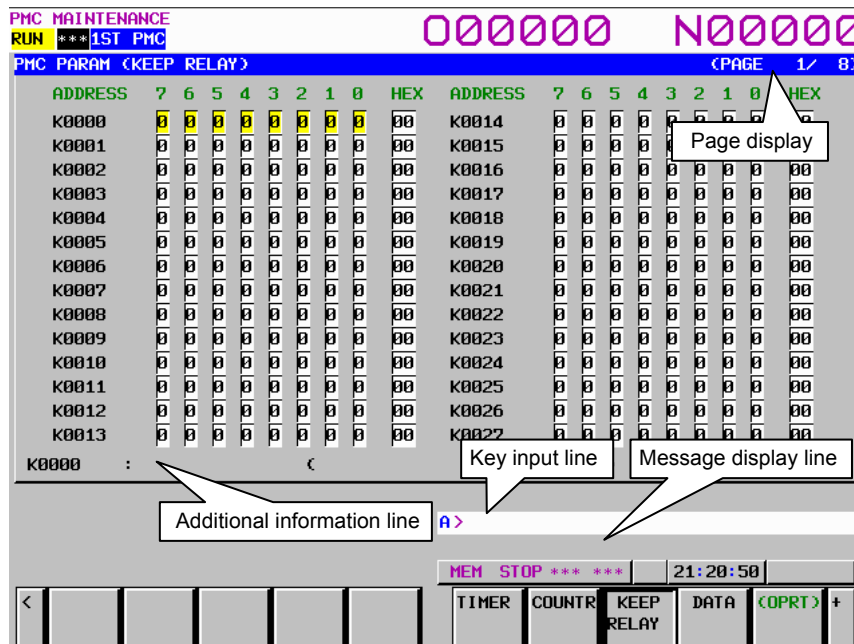 PMC MAINTENANCE
O00000 N00000
RUN ***1ST PMC
PMC PARAM (KEEP RELAY) (PAGE 1/ 8)
ADDRESS 7 6 5 4 3 2 1 0 HEX ADDRESS 7 6 5 4 3 2 1 0 HEX
K0000 0 0 0 0 0 0 0 0 00 K0014 0 0 0 0
Page display
K0001 0 0 0 0 0 0 0 0 00 K0015 0 0 0 0
K0002 0 0 0 0 0 0 0 0 00 K0016 0 0 0 0 0 0 0 0 00
K0003 0 0 0 0 0 0 0 0 00 K0017 0 0 0 0 0 0 0 0 00
K0004 0 0 0 0 0 0 0 0 00 K0018 0 0 0 0 0 0 0 0 00
K0005 0 0 0 0 0 0 0 0 00 K0019 0 0 0 0 0 0 0 0 00
K0006 0 0 0 0 0 0 0 0 00 K0020 0 0 0 0 0 0 0 0 00
K0007 0 0 0 0 0 0 0 0 00 K0021 0 0 0 0 0 0 0 0 00
K0008 0 0 0 0 0 0 0 0 00 K0022 0 0 0 0 0 0 0 0 00
K0009 0 0 0 0 0 0 0 0 00 K0023 0 0 0 0 0 0 0 0 00
K0010 0 0 0 0 0 0 0 0 00 K0024 0 0 0 0 0 0 0 0 00
K0011 0 0 0 0 0 0 0 0 00 K0025 0 0 0 0 0 0 0 0 00
K0012 0 0 0 0 0 0 0 0 00 K0026 0 0 0 0 0 0 0 0 00
K0013 0 0 0 0 0 0 0 0 00 K0027 0 0 0 0 0 0 0 0 00
K0000 : (
Key input line Message display line
Additional information line
A>
MEM STOP *** *** 21:20:50
< TIMER COUNTR KEEP RELAY DATA (OPRT) +